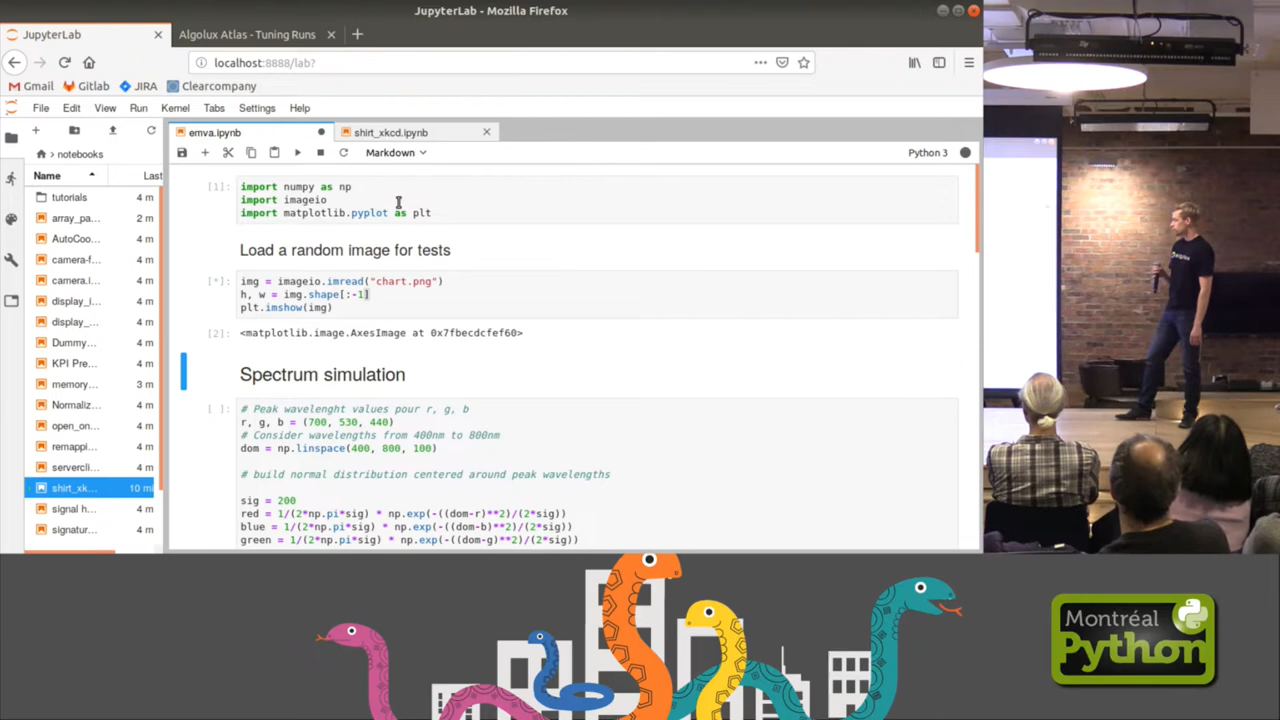 JupyterLab - Mozilla Firefox
JupyterLab
Algolux Atlas - Tuning Runs
localhost:8888/lab?
Gmail
Gitlab
JIRA
Clearcompany
File Edit View Run Kernel Tabs Settings Help
emva.ipynb
shirt_xkcd.ipynb
notebooks
Markdown
Python 3
Name
Last
tutorials
array_pa... 2 m
AutoCoo... 4 m
camera-f... 4 m
camera.i... 4 m
display_i... 4 m
display_... 4 m
Dummy... 4 m
KPI Pre... 4 m
memory... 3 m
Normaliz... 4 m
open_on... 4 m
remappi... 4 m
servercli... 4 m
shirt_xk... 10 mi
signal h... 4 m
signatur... 4 m
[1]:
import numpy as np
import imageio
import matplotlib.pyplot as plt
Load a random image for tests
[*]:
img = imageio.imread("chart.png")
h, w = img.shape[:-1]
plt.imshow(img)
[2]:
<matplotlib.image.AxesImage at 0x7fbecdcfef60>
Spectrum simulation
[ ]:
# Peak wavelenght values pour r, g, b
r, g, b = (700, 530, 440)
# Consider wavelengths from 400nm to 800nm
dom = np.linspace(400, 800, 100)
# build normal distribution centered around peak wavelengths
sig = 200
red = 1/(2*np.pi*sig) * np.exp(-((dom-r)**2)/(2*sig))
blue = 1/(2*np.pi*sig) * np.exp(-((dom-b)**2)/(2*sig))
green = 1/(2*np.pi*sig) * np.exp(-((dom-g)**2)/(2*sig))
Montréal
Python